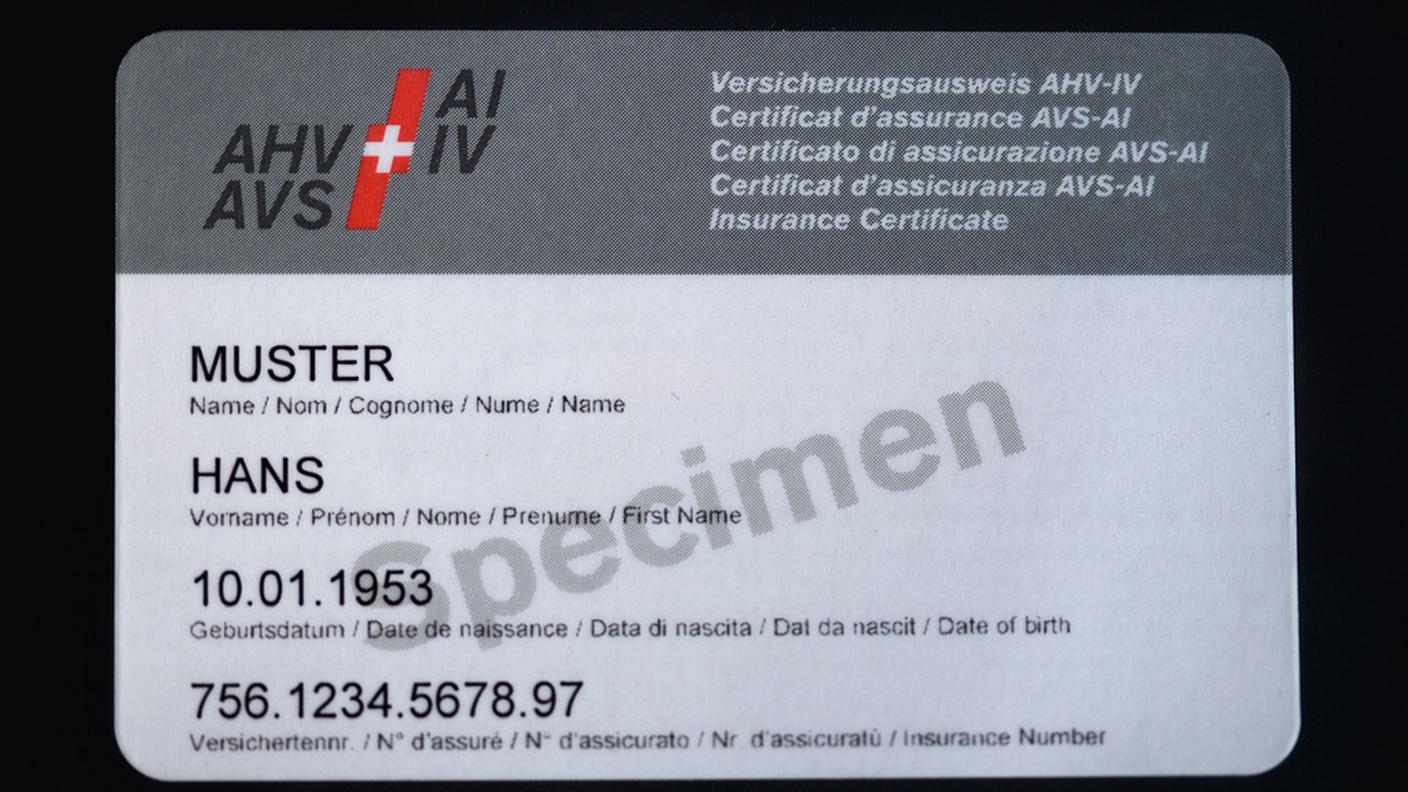 AHV AI
AVS IV
Versicherungsausweis AHV-IV
Certificat d'assurance AVS-AI
Certificato di assicurazione AVS-AI
Certificat d'assicuranza AVS-AI
Insurance Certificate
MUSTER
Name / Nom / Cognome / Nume / Name
HANS
Vorname / Prénom / Nome / Prenume / First Name
10.01.1953
Geburtsdatum / Date de naissance / Data di nascita / Dat da nascit / Date of birth
756.1234.5678.97
Versichertennr. / N° d'assuré / N° d'assicurato / Nr. d'assicuratù / Insurance Number
Specimen